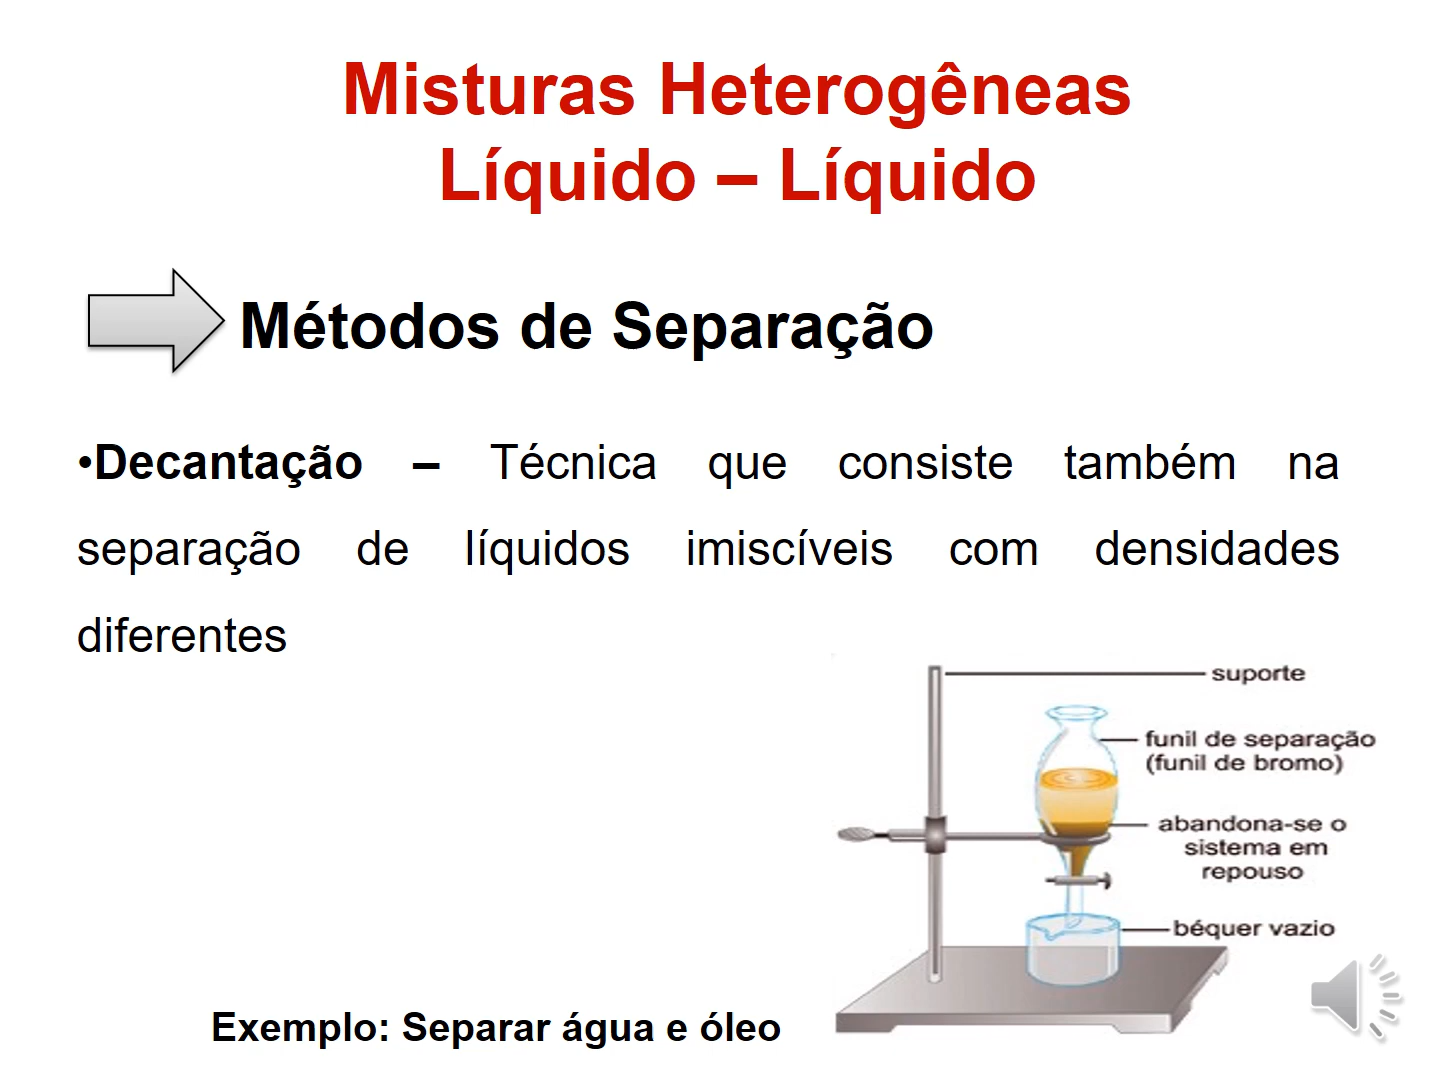 Misturas Heterogêneas
Líquido – Líquido
Métodos de Separação
•Decantação – Técnica que consiste também na
separação de líquidos imiscíveis com densidades
diferentes
suporte
funil de separação
(funil de bromo)
abandona-se o
sistema em
repouso
béquer vazio
Exemplo: Separar água e óleo